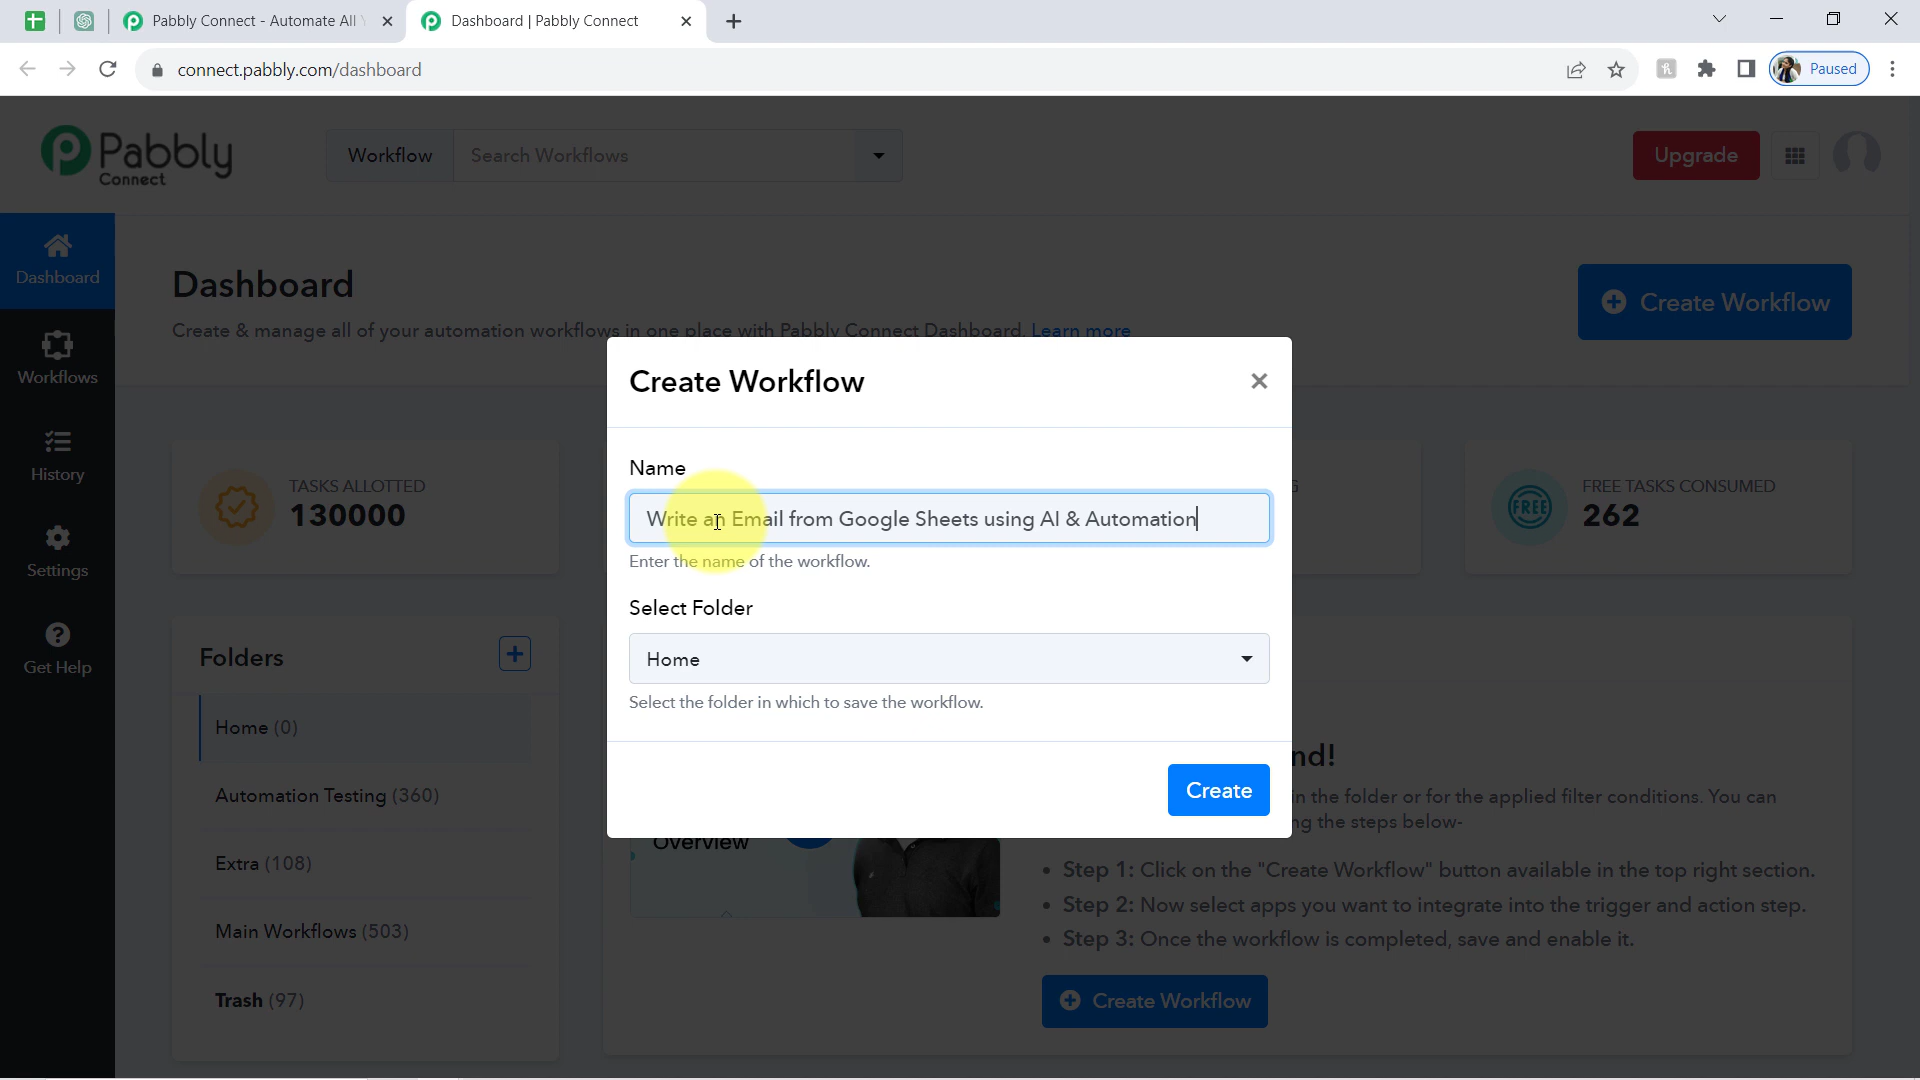 Pabbly Connect - Automate All
Dashboard | Pabbly Connect
connect.pabbly.com/dashboard
Paused
Pabbly
Connect
Workflow
Search Workflows
Upgrade
Dashboard
Workflows
History
Settings
Get Help
Dashboard
Create & manage all of your automation workflows in one place with Pabbly Connect Dashboard. Learn more
Create Workflow
TASKS ALLOTTED
130000
FREE TASKS CONSUMED
FREE
262
Create Workflow
Name
Write an Email from Google Sheets using AI & Automation
Enter the name of the workflow.
Select Folder
Home
Select the folder in which to save the workflow.
Create
Folders
Home (0)
Automation Testing (360)
Extra (108)
Main Workflows (503)
Trash (97)
Overview
nd!
in the folder or for the applied filter conditions. You can
ng the steps below-
• Step 1: Click on the "Create Workflow" button available in the top right section.
• Step 2: Now select apps you want to integrate into the trigger and action step.
• Step 3: Once the workflow is completed, save and enable it.
Create Workflow